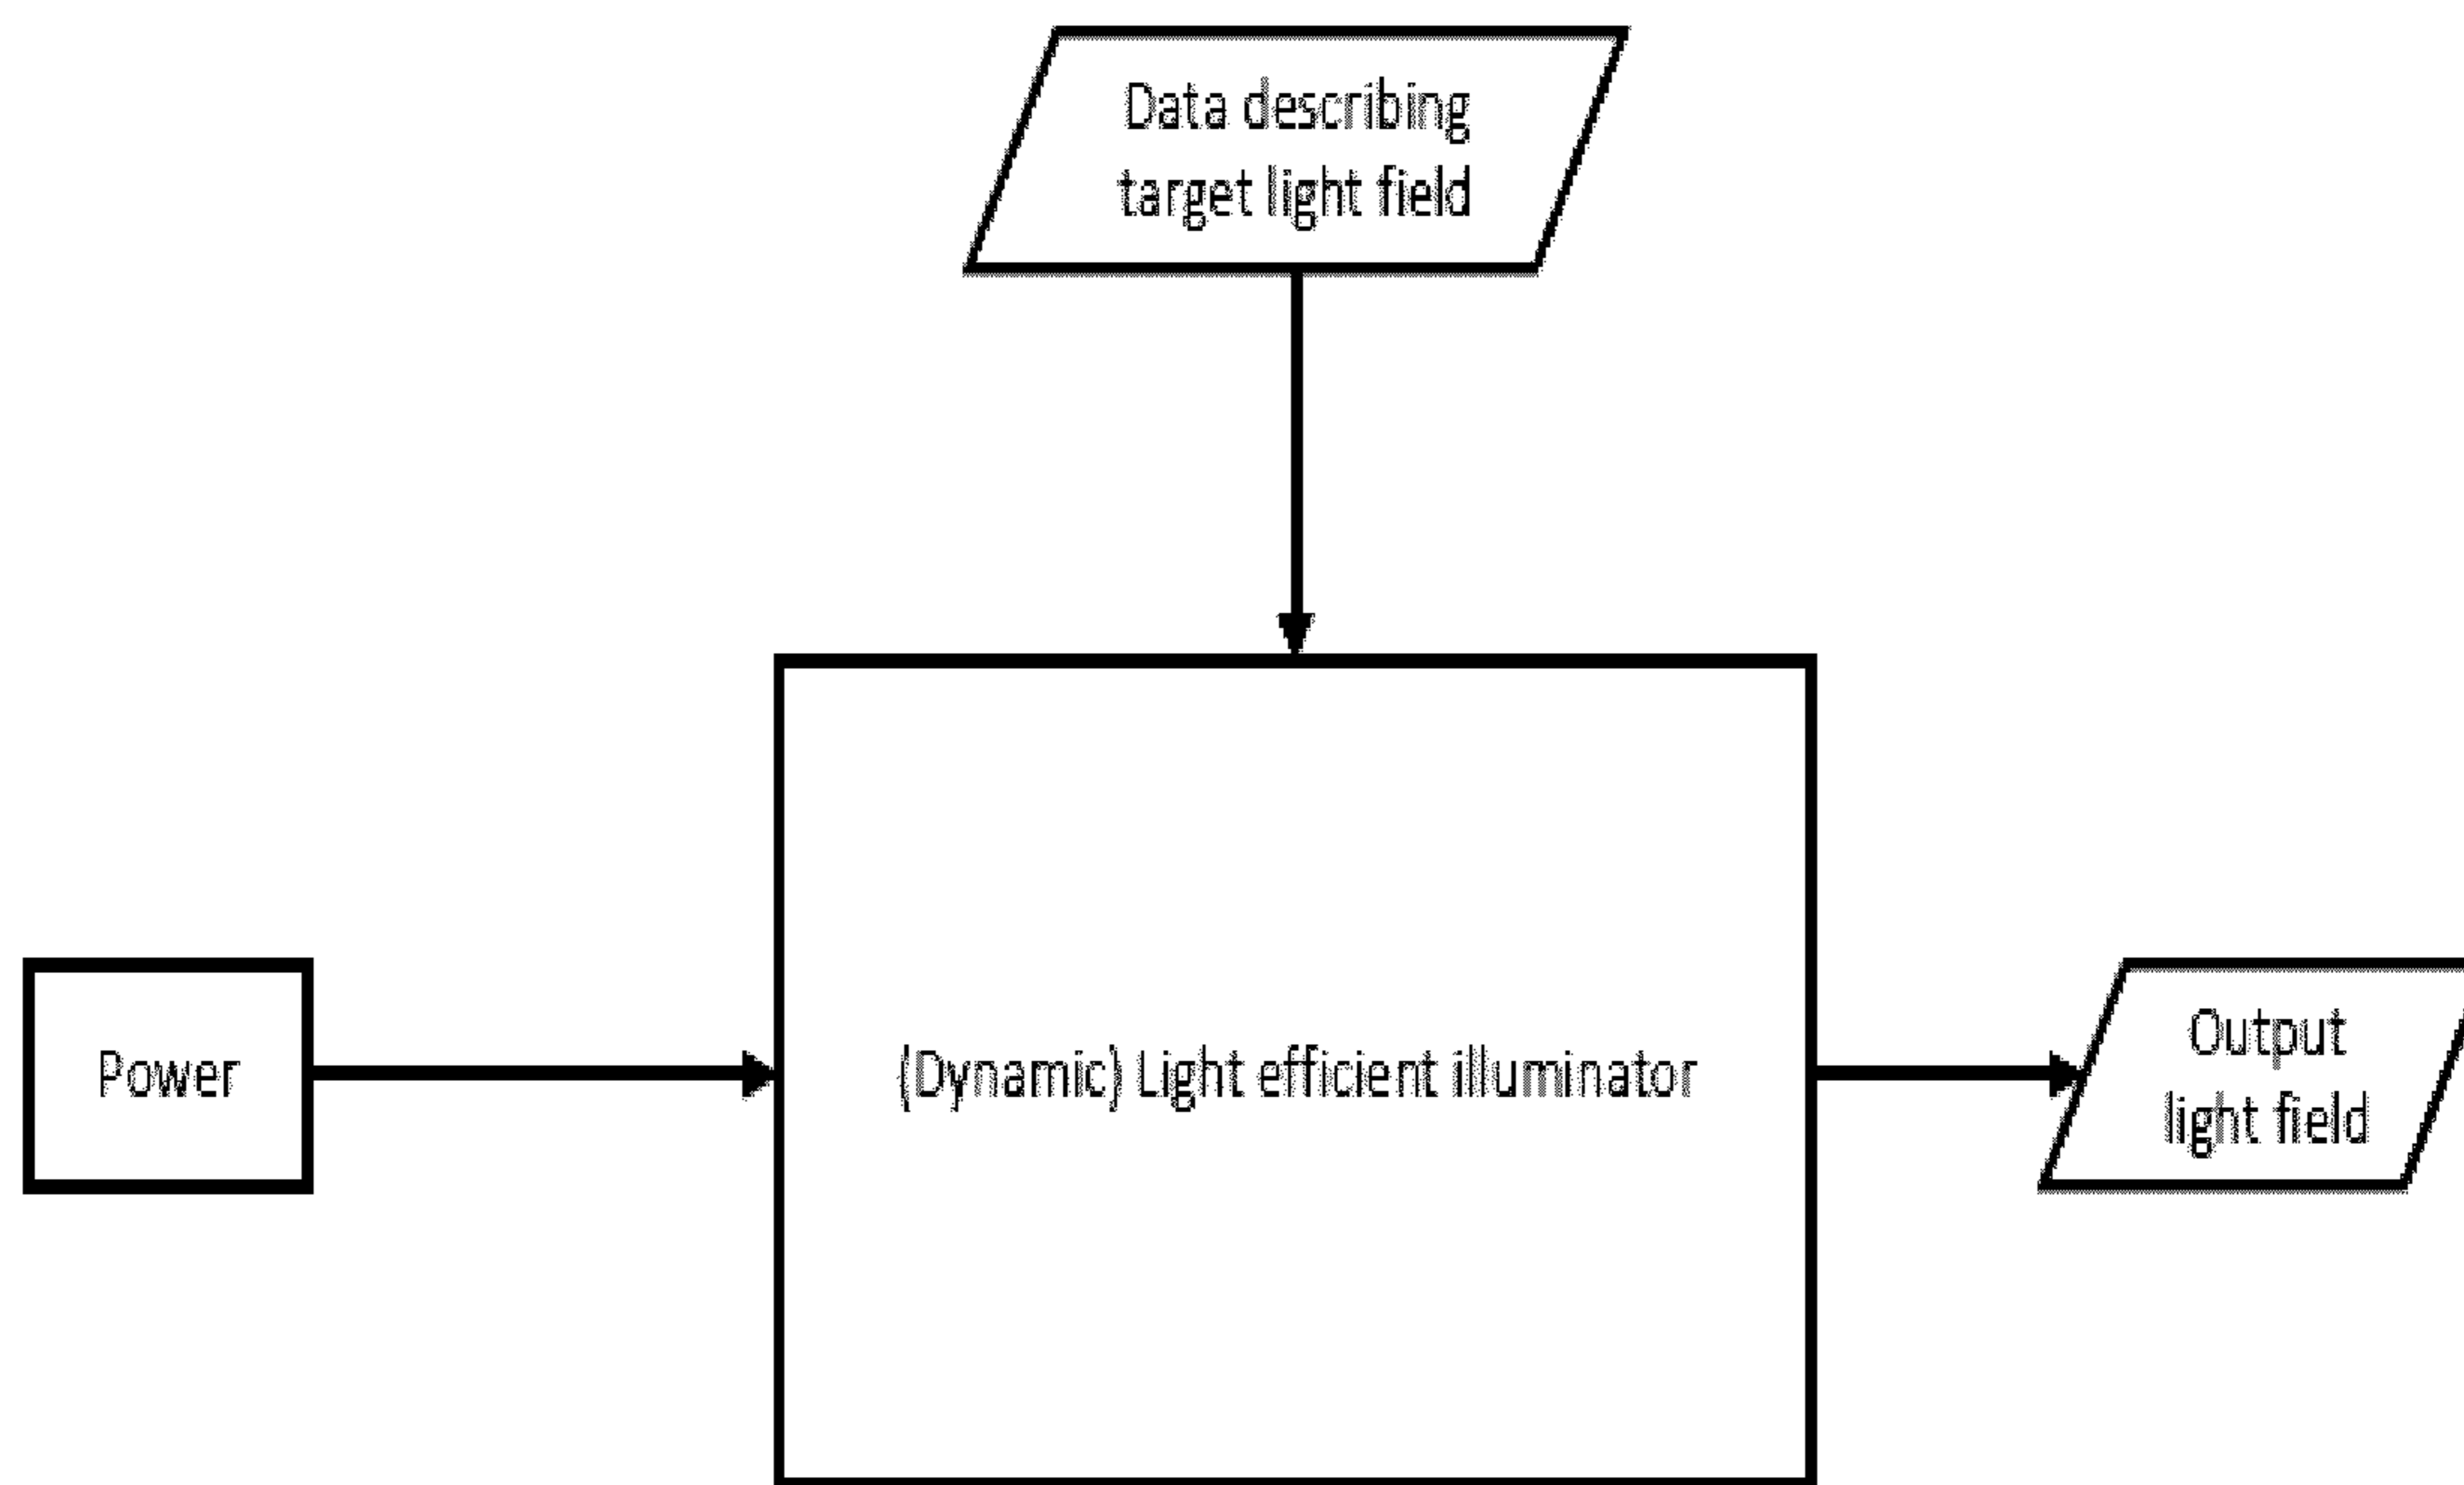 Data describing
target light field
Power
(Dynamic) Light efficient illuminator
Output
light field